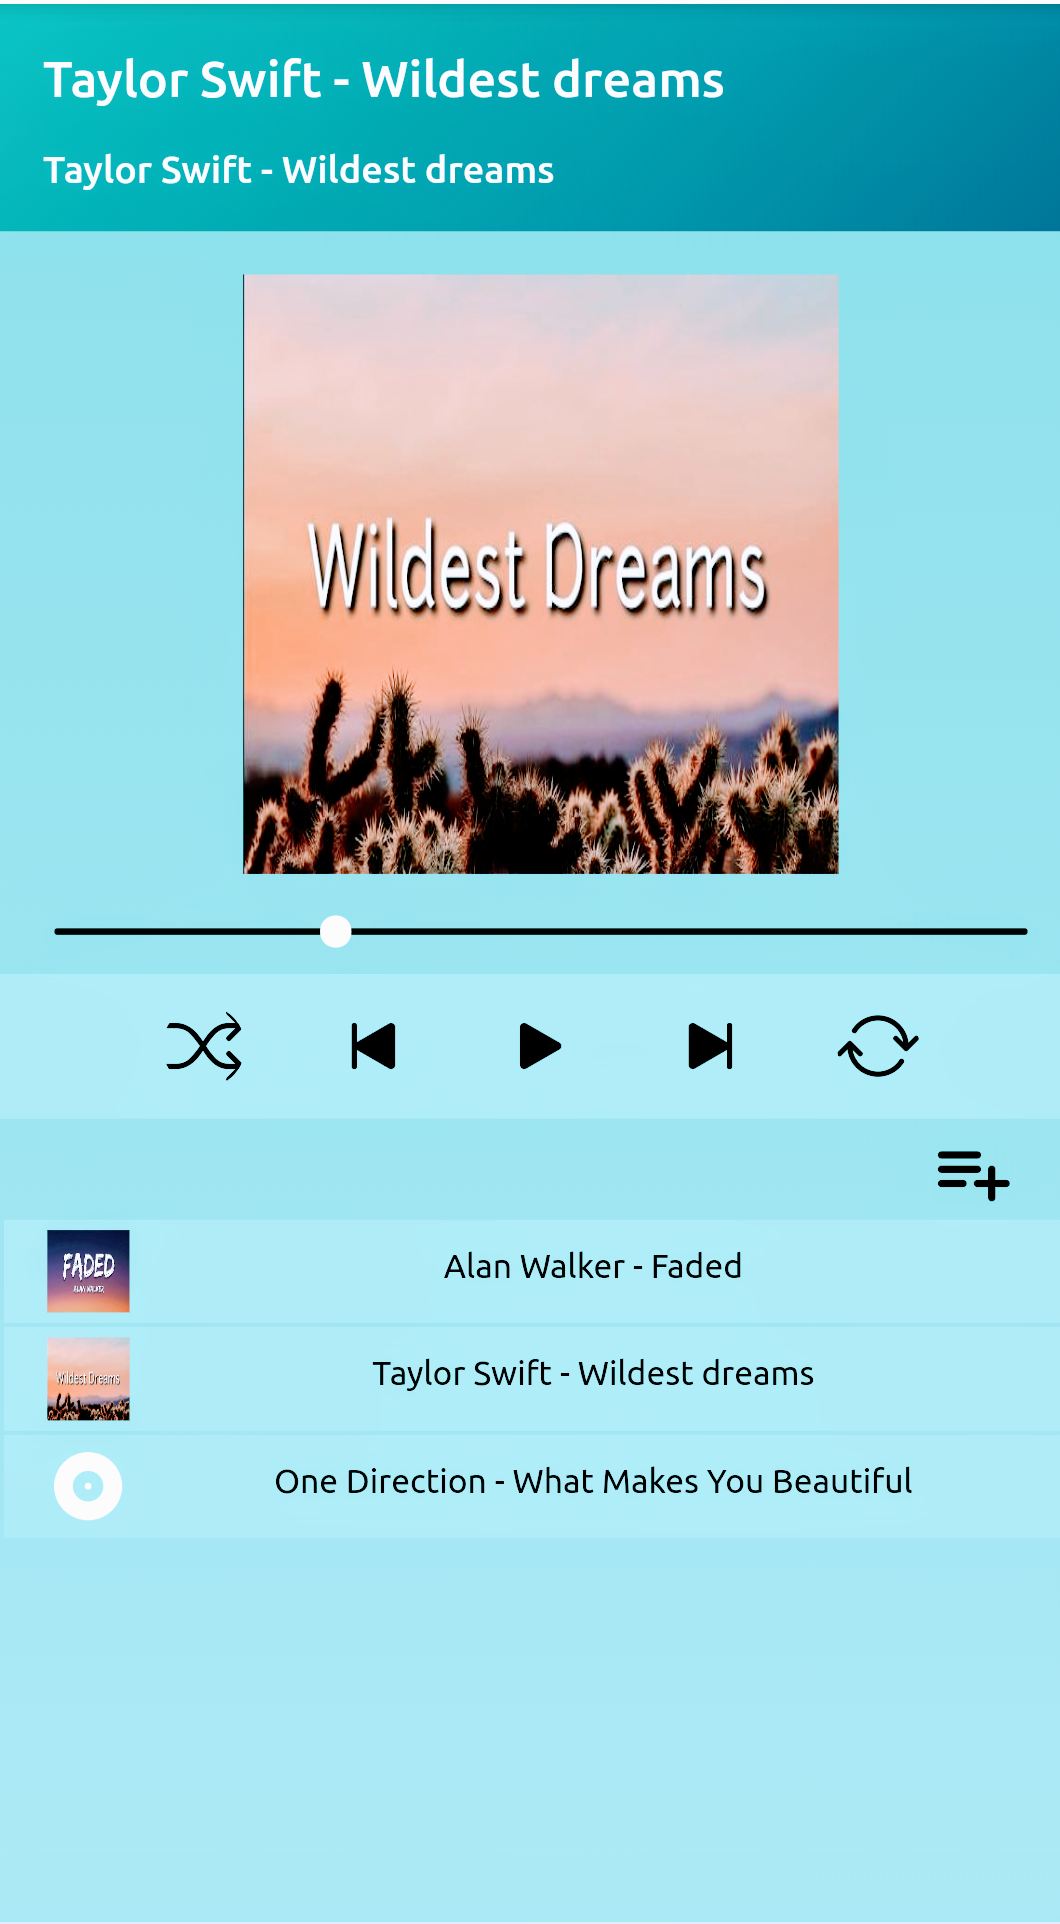 Taylor Swift - Wildest dreams
Taylor Swift - Wildest dreams
Wildest Dreams
FADED
ALAN WALKER
Alan Walker - Faded
Wildest Dreams
Taylor Swift - Wildest dreams
One Direction - What Makes You Beautiful